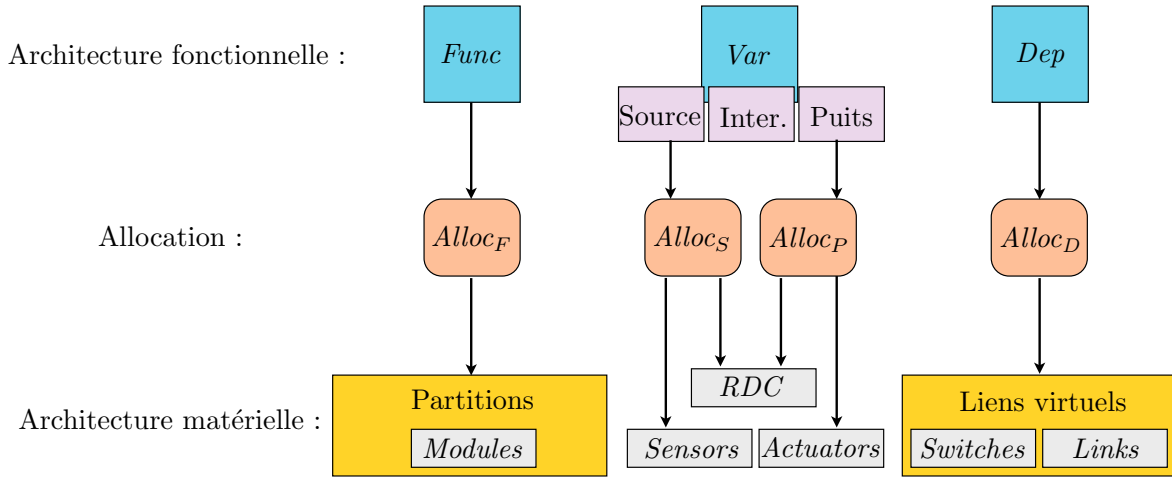 Architecture fonctionnelle :
Func
Var
Dep
Source
Inter.
Puits
Allocation :
Alloc_F
Alloc_S
Alloc_P
Alloc_D
Architecture matérielle :
Partitions
Modules
RDC
Sensors
Actuators
Liens virtuels
Switches
Links